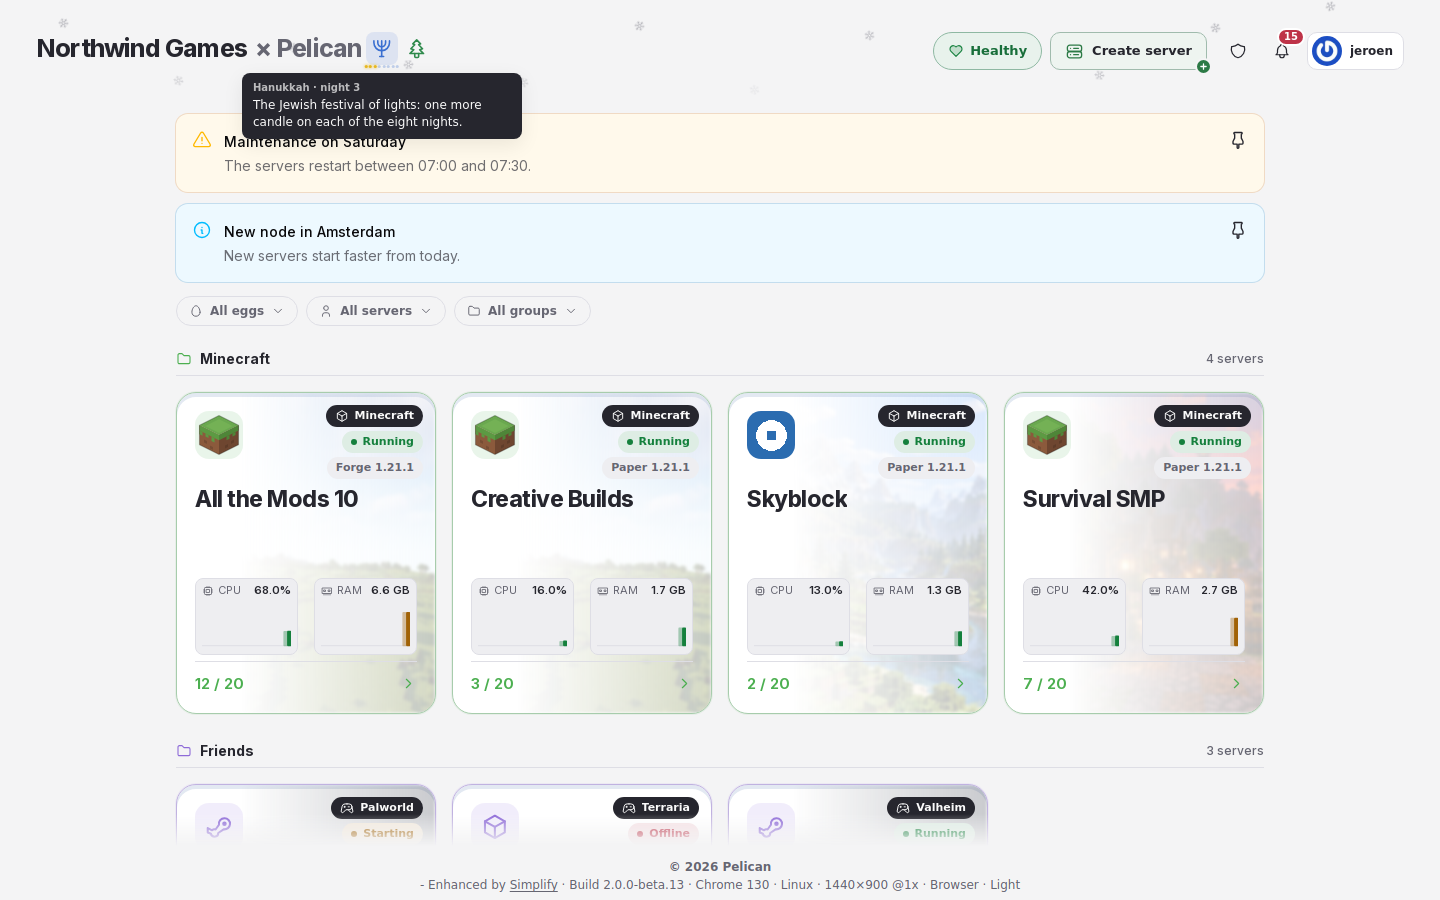 Northwind Games × Pelican
Healthy
Create server
15
jeroen
Hanukkah · night 3
The Jewish festival of lights: one more
candle on each of the eight nights.
Maintenance on Saturday
The servers restart between 07:00 and 07:30.
New node in Amsterdam
New servers start faster from today.
All eggs
All servers
All groups
Minecraft
4 servers
Minecraft
Running
Forge 1.21.1
All the Mods 10
CPU 68.0%
RAM 6.6 GB
12 / 20
Minecraft
Running
Paper 1.21.1
Creative Builds
CPU 16.0%
RAM 1.7 GB
3 / 20
Minecraft
Running
Paper 1.21.1
Skyblock
CPU 13.0%
RAM 1.3 GB
2 / 20
Minecraft
Running
Paper 1.21.1
Survival SMP
CPU 42.0%
RAM 2.7 GB
7 / 20
Friends
3 servers
Palworld
Starting
Terraria
Offline
Valheim
Running
© 2026 Pelican
- Enhanced by Simplify · Build 2.0.0-beta.13 · Chrome 130 · Linux · 1440×900 @1x · Browser · Light